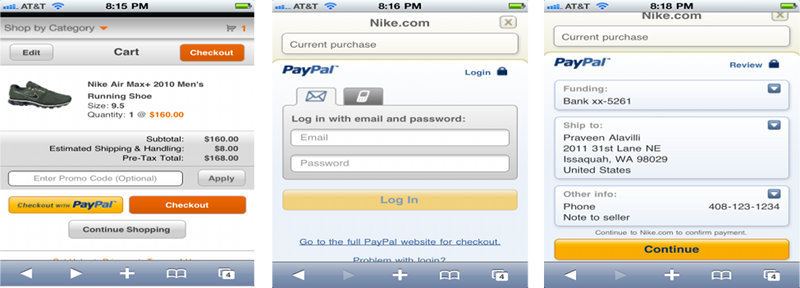 AT&T 8:15 PM
Shop by Category 1
Edit Cart Checkout
Nike Air Max+ 2010 Men's
Running Shoe
Size: 9.5
Quantity: 1 @ $160.00
Subtotal: $160.00
Estimated Shipping & Handling: $8.00
Pre-Tax Total: $168.00
Enter Promo Code (Optional) Apply
Checkout with PayPal Checkout
Continue Shopping
4
AT&T 8:16 PM
Nike.com
Current purchase
PayPal™ Login
Log in with email and password:
Email
Password
Log In
Go to the full PayPal website for checkout.
Problem with login?
4
AT&T 8:18 PM
Nike.com
Current purchase
PayPal™ Review
Funding:
Bank xx-5261
Ship to:
Praveen Alavilli
2011 31st Lane NE
Issaquah, WA 98029
United States
Other info:
Phone 408-123-1234
Note to seller
Continue to Nike.com to confirm payment.
Continue
4